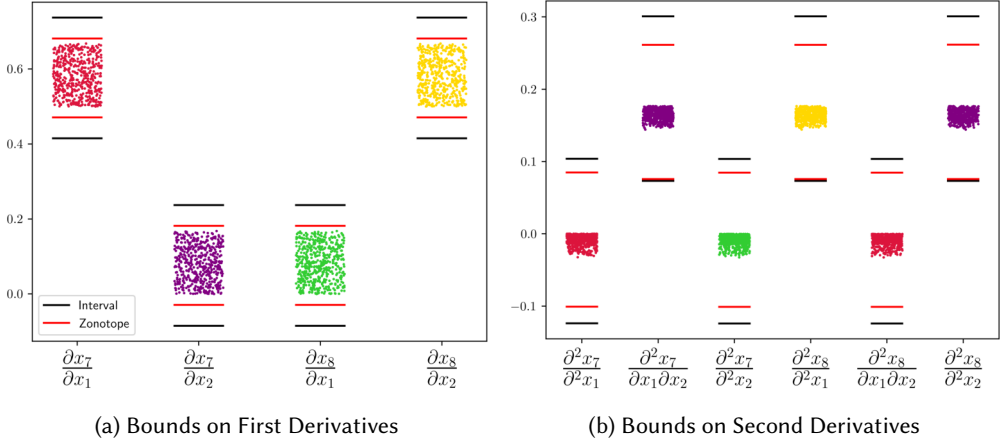 0.6
0.4
0.2
0.0
Interval
Zonotope
∂x₇/∂x₁
∂x₇/∂x₂
∂x₈/∂x₁
∂x₈/∂x₂
(a) Bounds on First Derivatives
0.3
0.2
0.1
0.0
−0.1
∂²x₇/∂²x₁
∂²x₇/∂x₁∂x₂
∂²x₇/∂²x₂
∂²x₈/∂²x₁
∂²x₈/∂x₁∂x₂
∂²x₈/∂²x₂
(b) Bounds on Second Derivatives